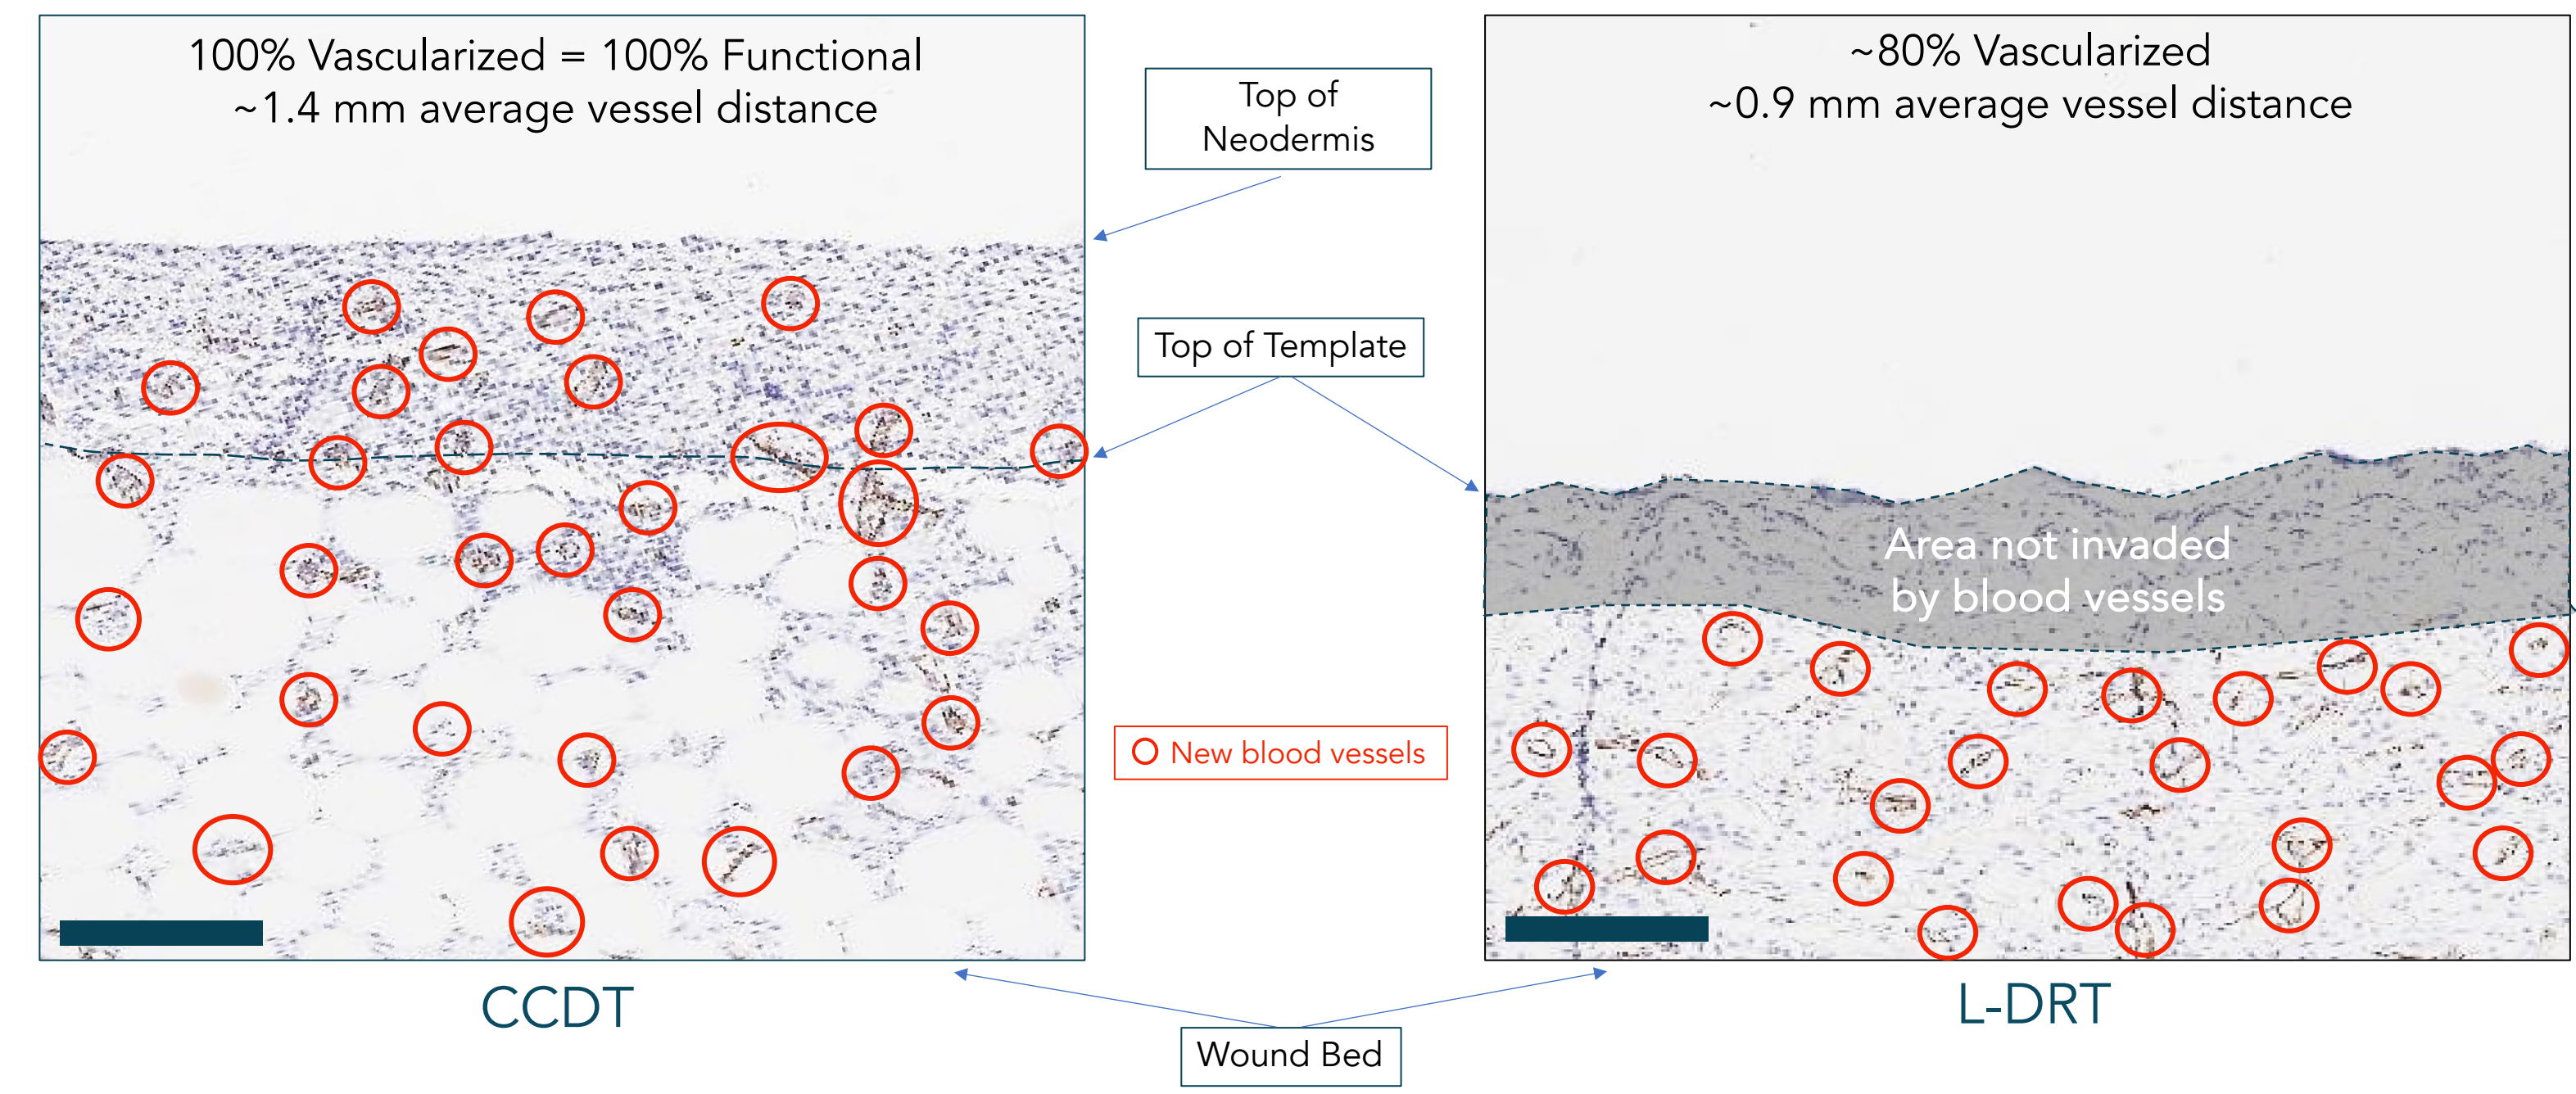 100% Vascularized = 100% Functional
~1.4 mm average vessel distance
Top of
Neodermis
~80% Vascularized
~0.9 mm average vessel distance
Top of Template
Area not invaded
by blood vessels
New blood vessels
CCDT
L-DRT
Wound Bed